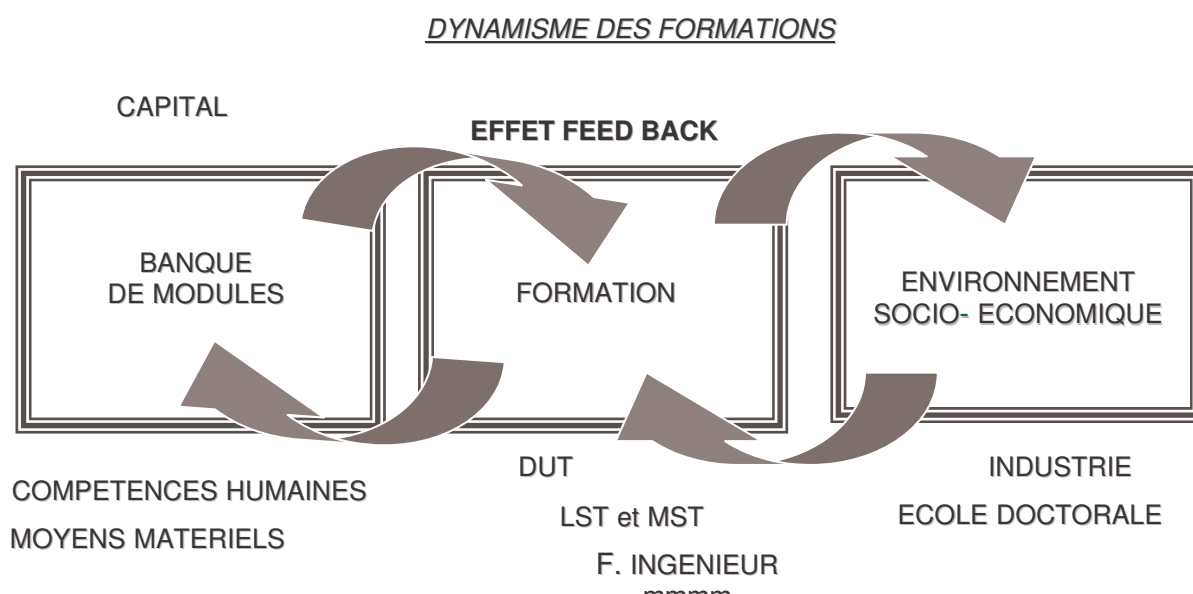 DYNAMISME DES FORMATIONS
CAPITAL
EFFET FEED BACK
BANQUE
DE MODULES
FORMATION
ENVIRONNEMENT
SOCIO- ECONOMIQUE
COMPETENCES HUMAINES
MOYENS MATERIELS
DUT
LST et MST
F. INGENIEUR
mmmm
INDUSTRIE
ECOLE DOCTORALE